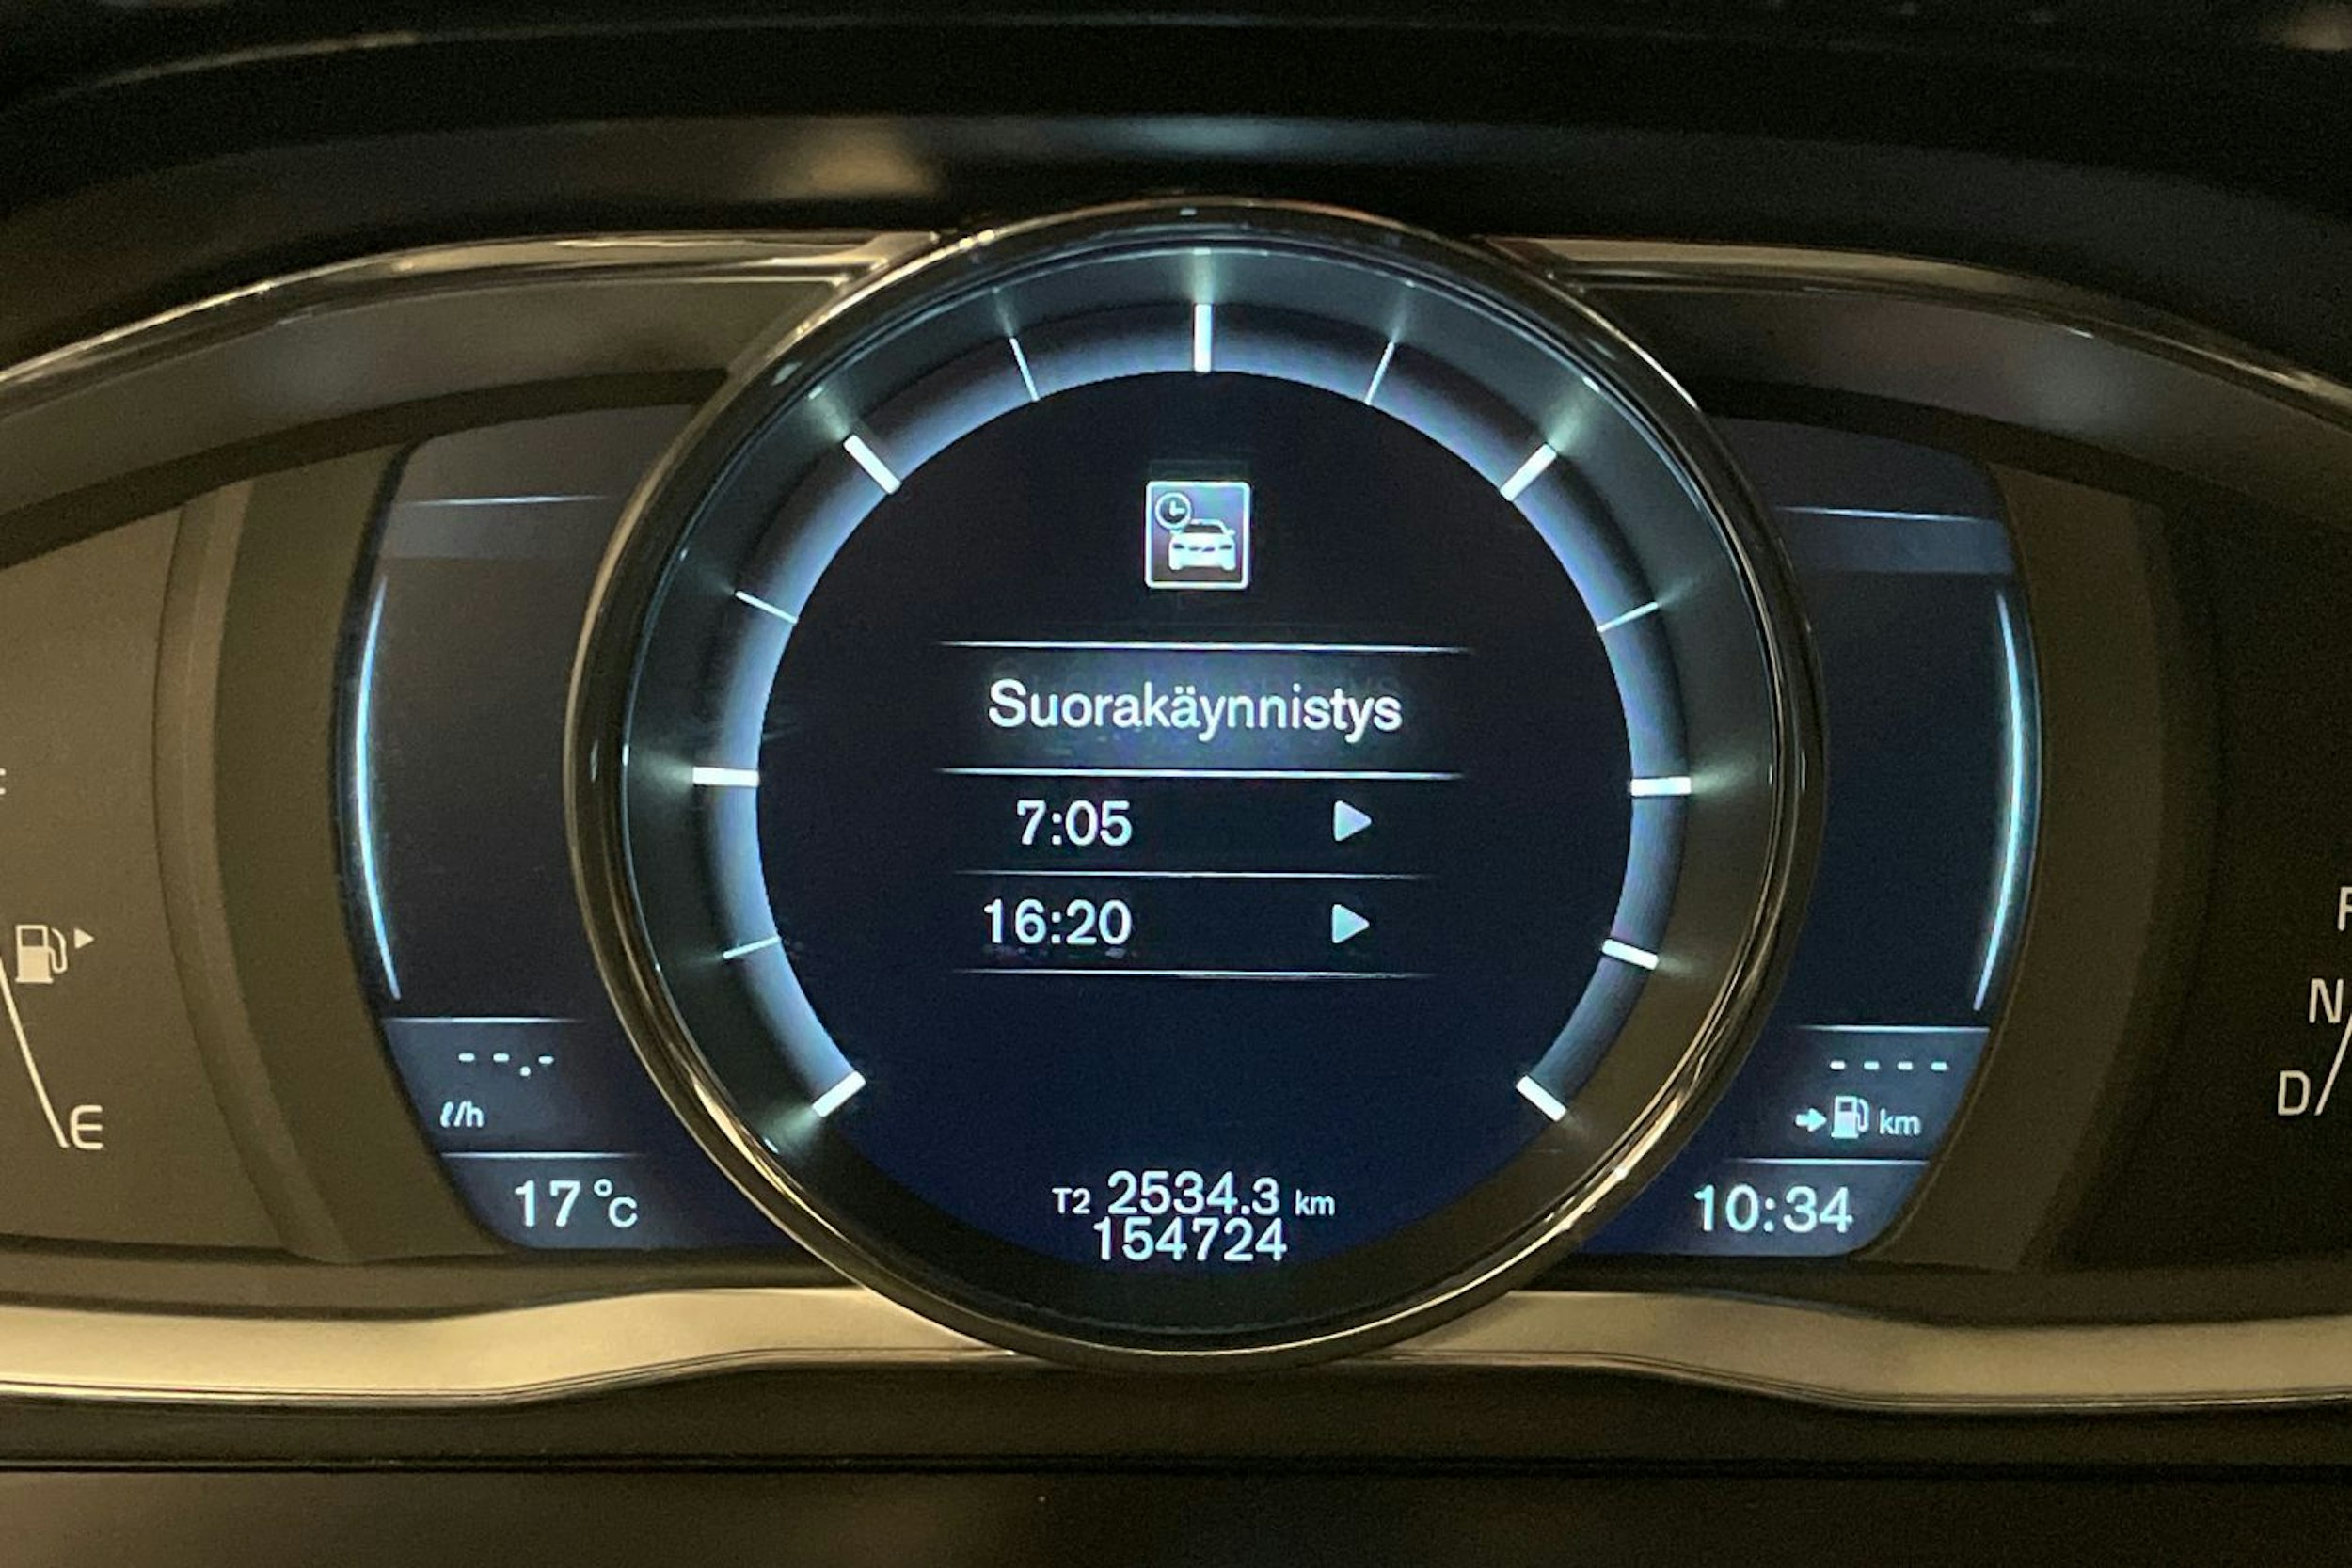 Suorakäynnistys
7:05
16:20
--.-
ℓ/h
17°C
E
T2 2534.3 km
154724
----
km
10:34
N
D